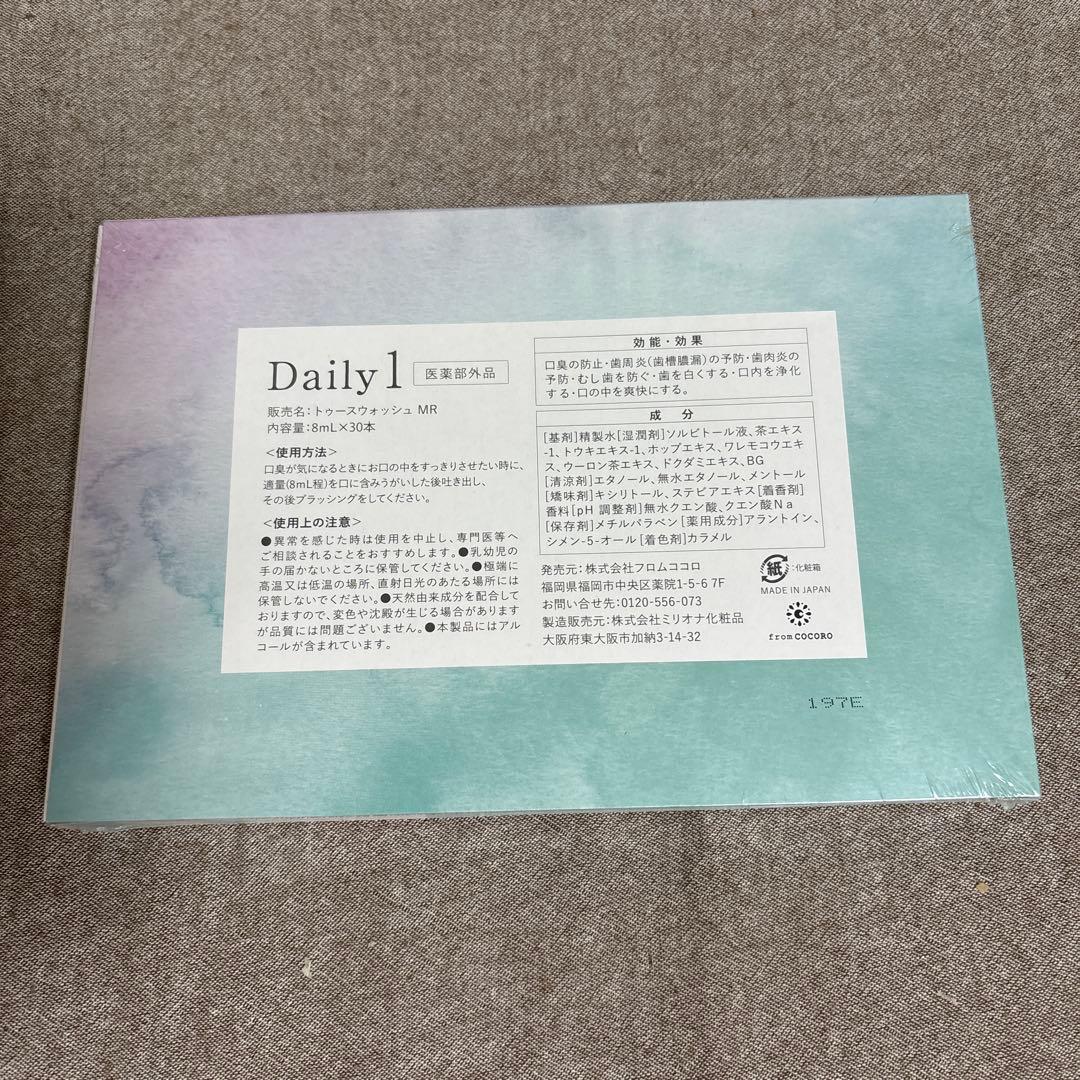 Daily 1 医薬部外品
販売名:トゥースウォッシュ MR
内容量:8mL×30本
<使用方法>
口臭が気になるときにお口の中をすっきりさせたい時に、
適量(8mL程)を口に含みうがいした後吐き出し、
その後ブラッシングをしてください。
<使用上の注意>
●異常を感じた時は使用を中止し、専門医等へ
ご相談されることをおすすめします。●乳幼児の
手の届かないところに保管してください。●極端に
高温又は低温の場所、直射日光のあたる場所には
保管しないでください。●天然由来成分を配合して
おりますので、変色や沈殿が生じる場合があります
が品質には問題ございません。●本製品にはアル
コールが含まれています。
効能・効果
口臭の防止・歯周炎(歯槽膿漏)の予防・歯肉炎の
予防・むし歯を防ぐ・歯を白くする・口内を浄化
する・口の中を爽快にする。
成 分
[基剤]精製水[湿潤剤]ソルビトール液、茶エキス
-1、トウキエキス-1、ホップエキス、ワレモコウエキ
ス、ウーロン茶エキス、ドクダミエキス、BG
[清涼剤]エタノール、無水エタノール、メントール
[矯味剤]キシリトール、ステビアエキス[着香剤]
香料[pH 調整剤]無水クエン酸、クエン酸Na
[保存剤]メチルパラベン[薬用成分]アラントイン、
シメン-5-オール[着色剤]カラメル
発売元:株式会社フロムココロ
福岡県福岡市中央区薬院1-5-6 7F
お問い合せ先:0120-556-073
製造販売元:株式会社ミリオナ化粧品
大阪府東大阪市加納3-14-32
紙 :化粧箱
MADE IN JAPAN
from COCORO
197E